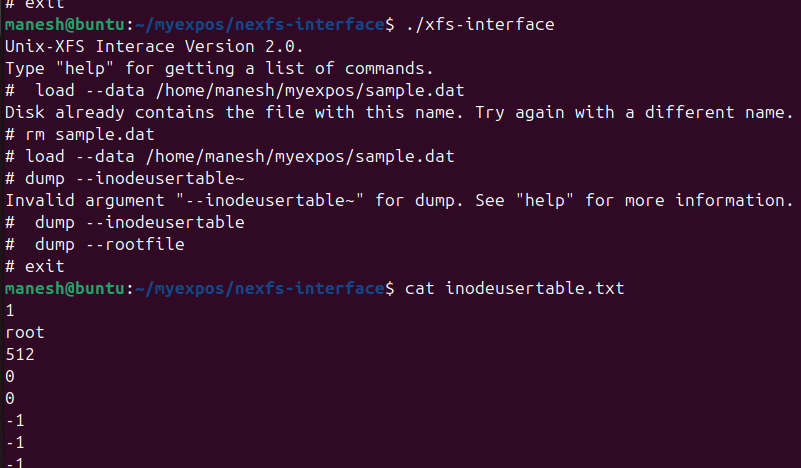 # exit
manesh@buntu:~/myexpos/nexfs-interface$ ./xfs-interface
Unix-XFS Interace Version 2.0.
Type "help" for getting a list of commands.
#  load --data /home/manesh/myexpos/sample.dat
Disk already contains the file with this name. Try again with a different name.
# rm sample.dat
# load --data /home/manesh/myexpos/sample.dat
# dump --inodeusertable~
Invalid argument "--inodeusertable~" for dump. See "help" for more information.
#  dump --inodeusertable
#  dump --rootfile
# exit
manesh@buntu:~/myexpos/nexfs-interface$ cat inodeusertable.txt
1
root
512
0
0
-1
-1
-1